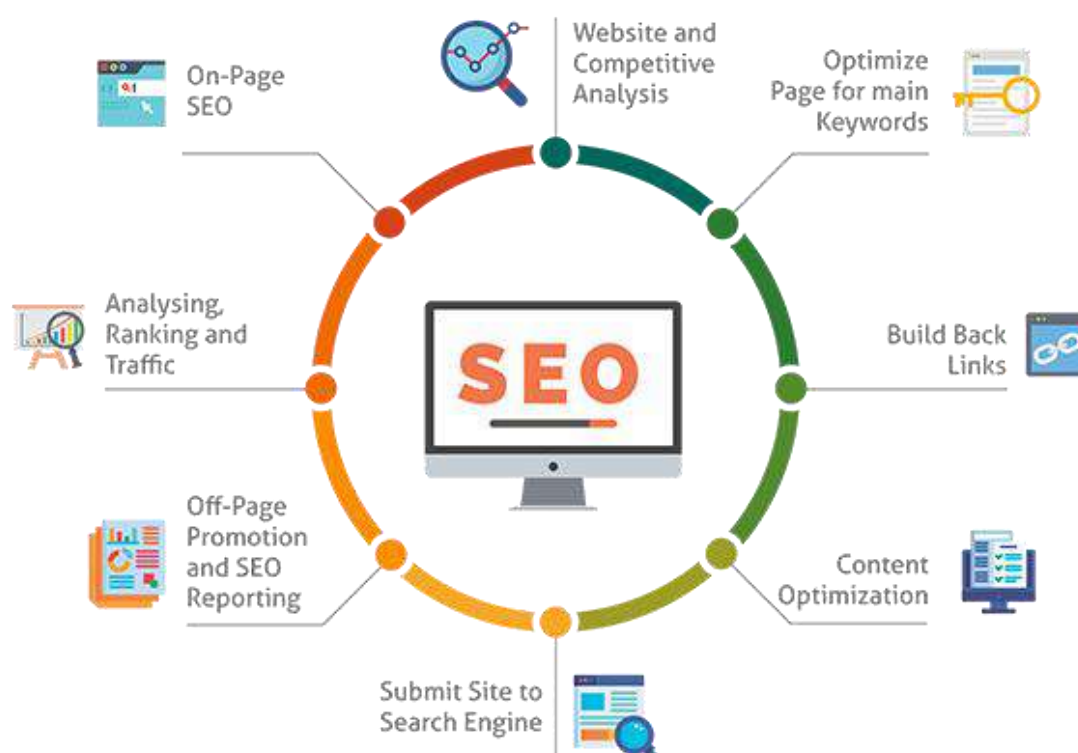 Website and
Competitive
Analysis
Optimize
Page for main
Keywords
Build Back
Links
Content
Optimization
Submit Site to
Search Engine
Off-Page
Promotion
and SEO
Reporting
Analysing,
Ranking and
Traffic
On-Page
SEO
SEO